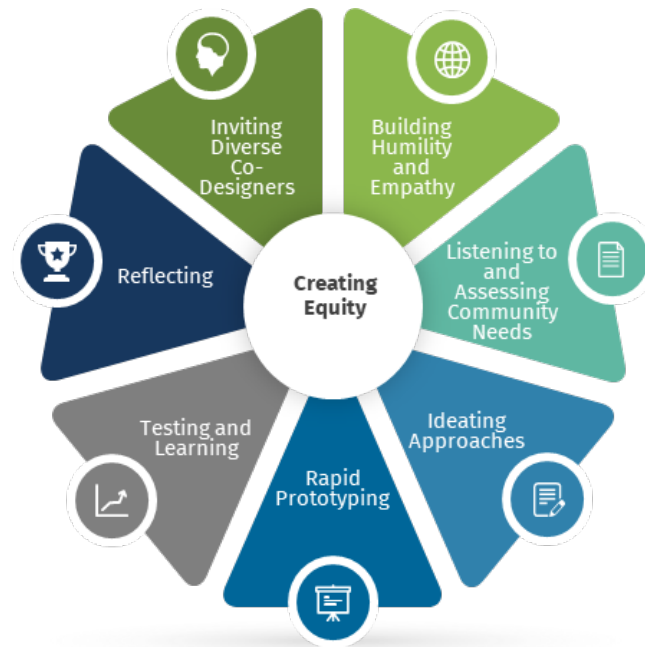 Inviting
Diverse
Co-
Designers
Building
Humility
and
Empathy
Listening to
and
Assessing
Community
Needs
Ideating
Approaches
Rapid
Prototyping
Testing and
Learning
Reflecting
Creating
Equity